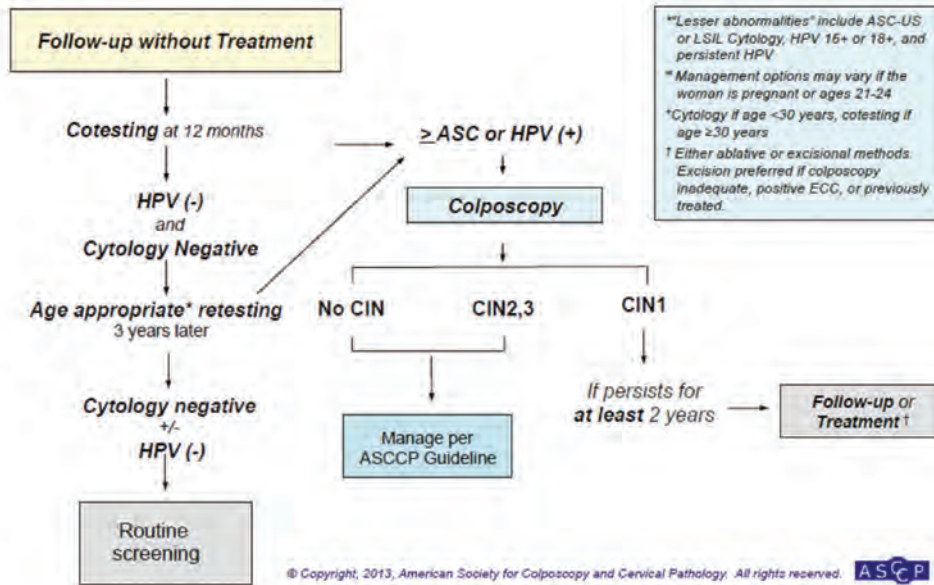 Follow-up without Treatment
Cotesting at 12 months
HPV (-)
and
Cytology Negative
Age appropriate* retesting
3 years later
Cytology negative
+/-
HPV (-)
Routine
screening
≥ ASC or HPV (+)
Colposcopy
No CIN
CIN2,3
CIN1
Manage per
ASCCP Guideline
If persists for
at least 2 years
Follow-up or
Treatment †
"Lesser abnormalities" include ASC-US
or LSIL Cytology, HPV 16+ or 18+, and
persistent HPV
Management options may vary if the
woman is pregnant or ages 21-24
*Cytology if age <30 years, cotesting if
age ≥30 years
† Either ablative or excisional methods.
Excision preferred if colposcopy
inadequate, positive ECC, or previously
treated.
© Copyright, 2013, American Society for Colposcopy and Cervical Pathology. All rights reserved.
ASCCP